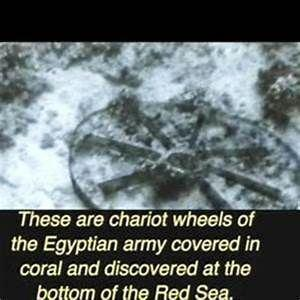 These are chariot wheels of
the Egyptian army covered in
coral and discovered at the
bottom of the Red Sea.